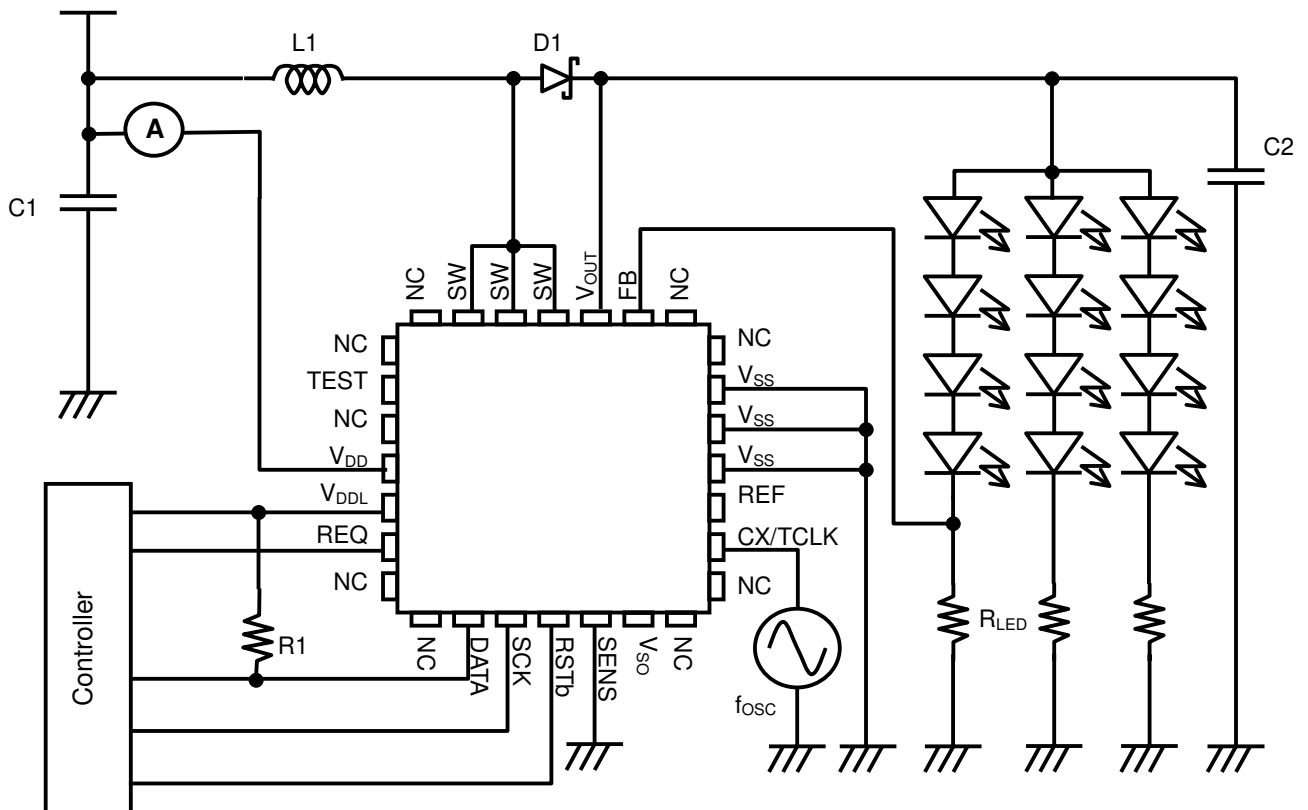 L1
D1
A
C1
C2
NC
SW
SW
SW
VOUT
FB
NC
NC
TEST
NC
VDD
VDDL
REQ
NC
NC
VSS
VSS
VSS
REF
CX/TCLK
NC
NC
DATA
SCK
RSTb
SENS
VSO
NC
R1
RLED
fOSC
Controller